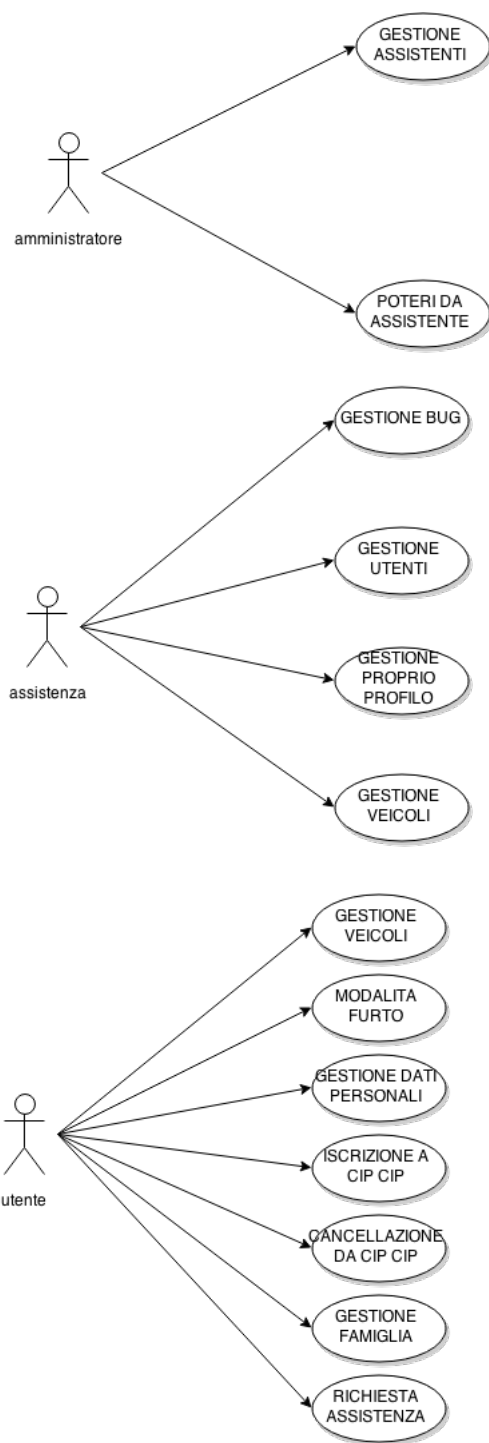 GESTIONE
ASSISTENTI
amministratore
POTERI DA
ASSISTENTE
GESTIONE BUG
GESTIONE
UTENTI
assistenza
GESTIONE
PROPRIO
PROFILO
GESTIONE
VEICOLI
GESTIONE
VEICOLI
MODALITA
FURTO
GESTIONE DATI
PERSONALI
utente
ISCRIZIONE A
CIP CIP
CANCELLAZIONE
DA CIP CIP
GESTIONE
FAMIGLIA
RICHIESTA
ASSISTENZA